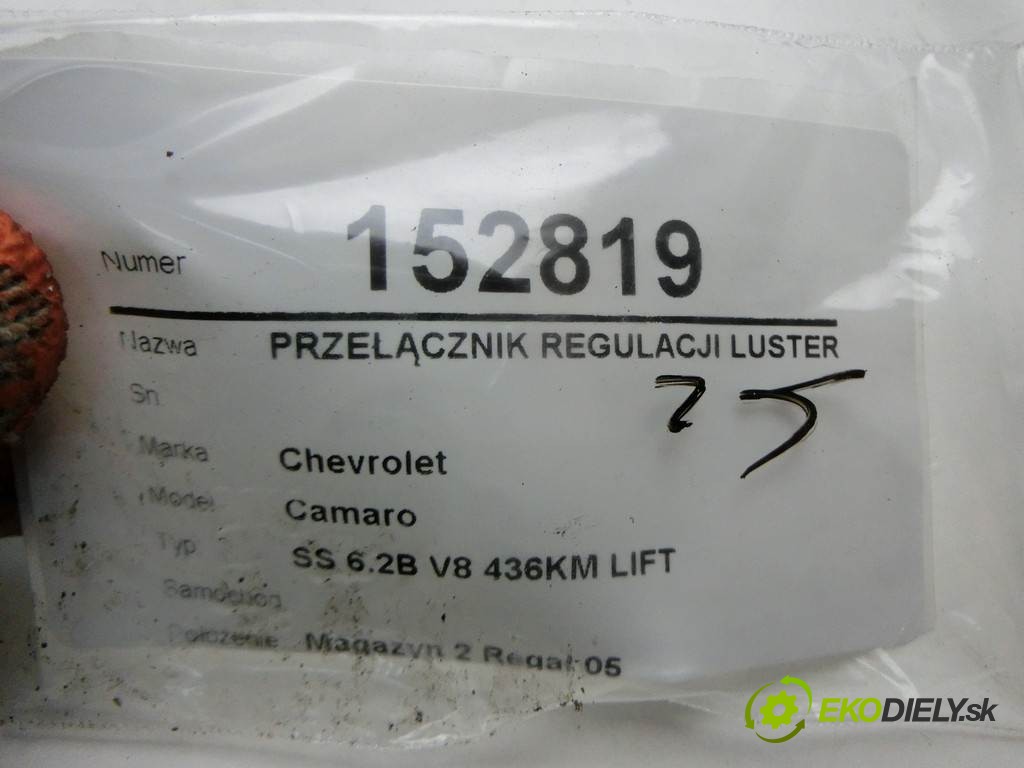 Numer 152819
Nazwa PRZEŁĄCZNIK REGULACJI LUSTER
Sn 25
Marka Chevrolet
Model Camaro
Typ SS 6.2B V8 436KM LIFT
Samochód
Położenie Magazyn 2 Regał 05
EKODIELY.sk